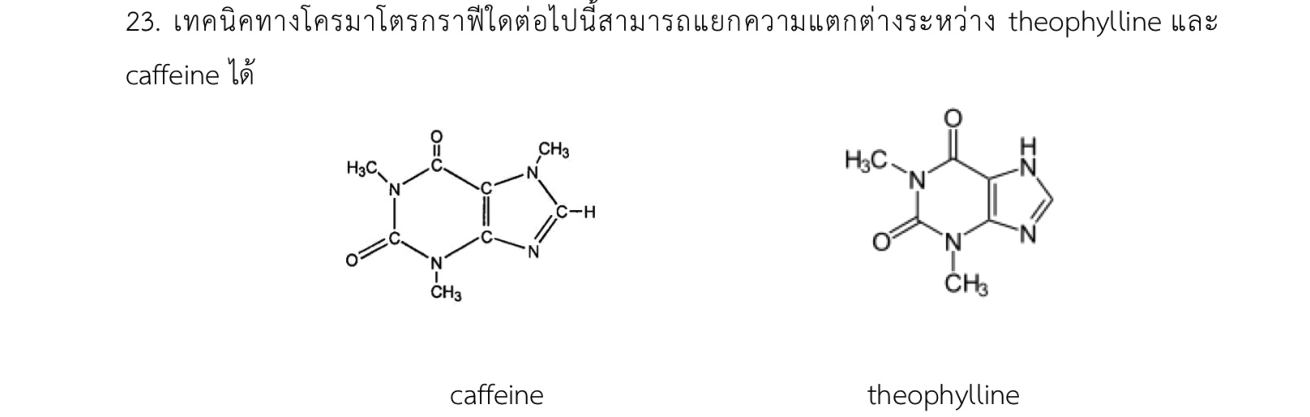 23. เทคนิคทางโครมาโตรกราฟีใดต่อไปนี้สามารถแยกความแตกต่างระหว่าง theophylline และ
caffeine ได้
O
C
H₃C
N
CH₃
N
C
C–H
C
O
C
N
N
CH₃
O
H₃C
N
H
N
O
N
N
CH₃
caffeine theophylline